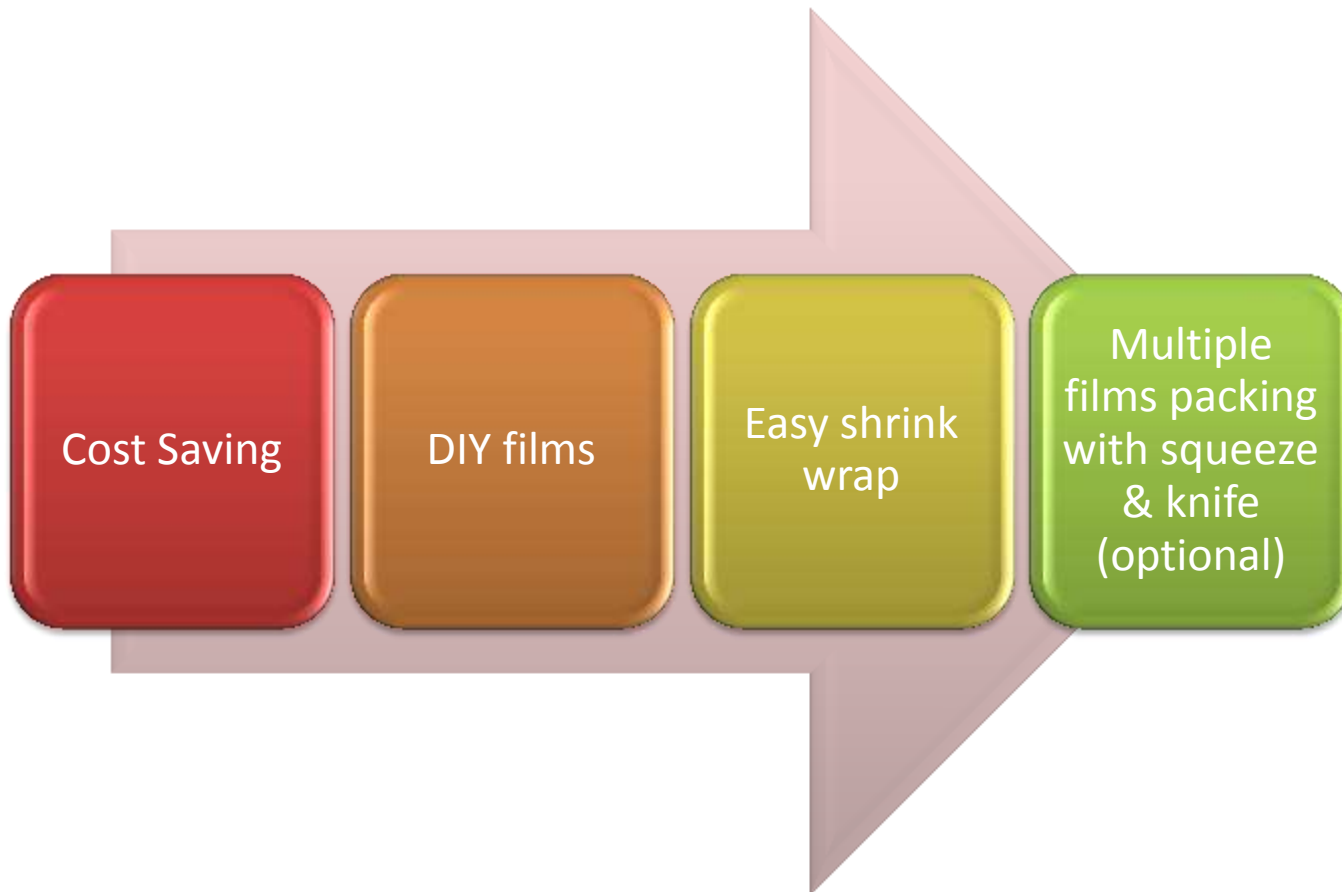 Cost Saving
DIY films
Easy shrink
wrap
Multiple
films packing
with squeeze
& knife
(optional)